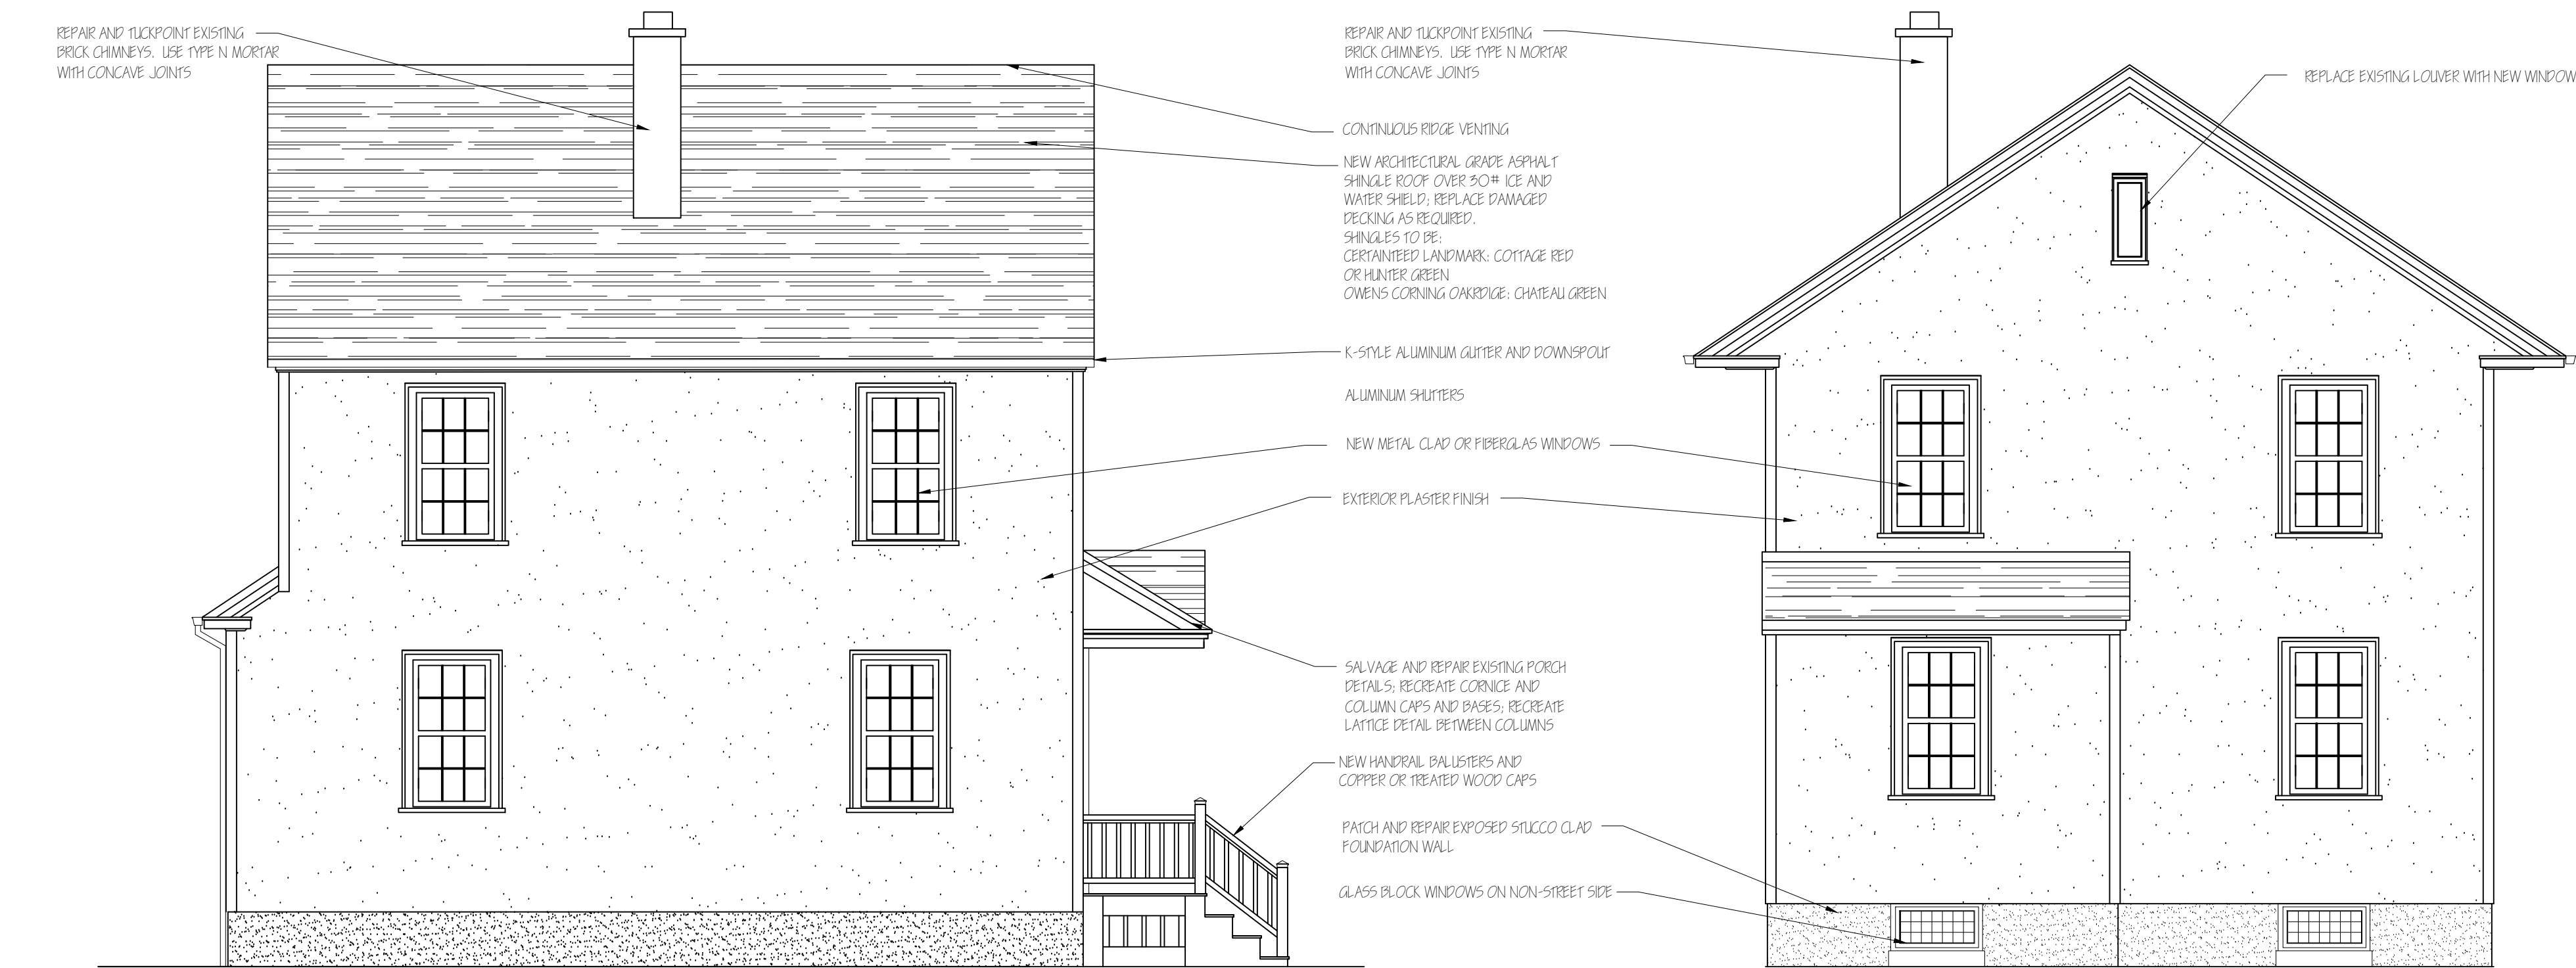 REPAIR AND TUCKPOINT EXISTING
BRICK CHIMNEYS. USE TYPE N MORTAR
WITH CONCAVE JOINTS
REPAIR AND TUCKPOINT EXISTING
BRICK CHIMNEYS. USE TYPE N MORTAR
WITH CONCAVE JOINTS
REPLACE EXISTING LOUVER WITH NEW WINDOW
CONTINUOUS RIDGE VENTING
NEW ARCHITECTURAL GRADE ASPHALT
SHINGLE ROOF OVER 30# ICE AND
WATER SHIELD; REPLACE DAMAGED
DECKING AS REQUIRED.
SHINGLES TO BE:
CERTAINTEED LANDMARK: COTTAGE RED
OR HUNTER GREEN
OWENS CORNING OAKRDIGE: CHATEAU GREEN
K-STYLE ALUMINUM GUTTER AND DOWNSPOUT
ALUMINUM SHUTTERS
NEW METAL CLAD OR FIBERGLAS WINDOWS
EXTERIOR PLASTER FINISH
SALVAGE AND REPAIR EXISTING PORCH
DETAILS; RECREATE CORNICE AND
COLUMN CAPS AND BASES; RECREATE
LATTICE DETAIL BETWEEN COLUMNS
NEW HANDRAIL BALUSTERS AND
COPPER OR TREATED WOOD CAPS
PATCH AND REPAIR EXPOSED STUCCO CLAD
FOUNDATION WALL
GLASS BLOCK WINDOWS ON NON-STREET SIDE